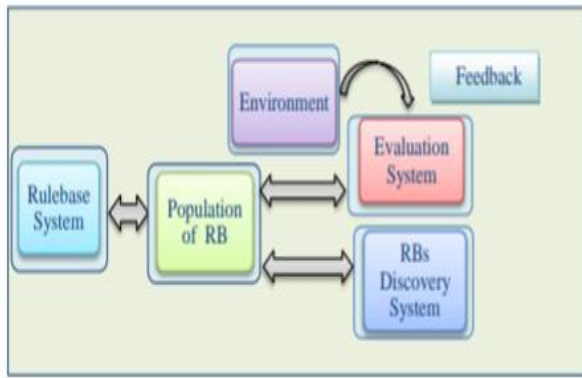 Environment
Feedback
Evaluation
System
Rulebase
System
Population
of RB
RBs
Discovery
System